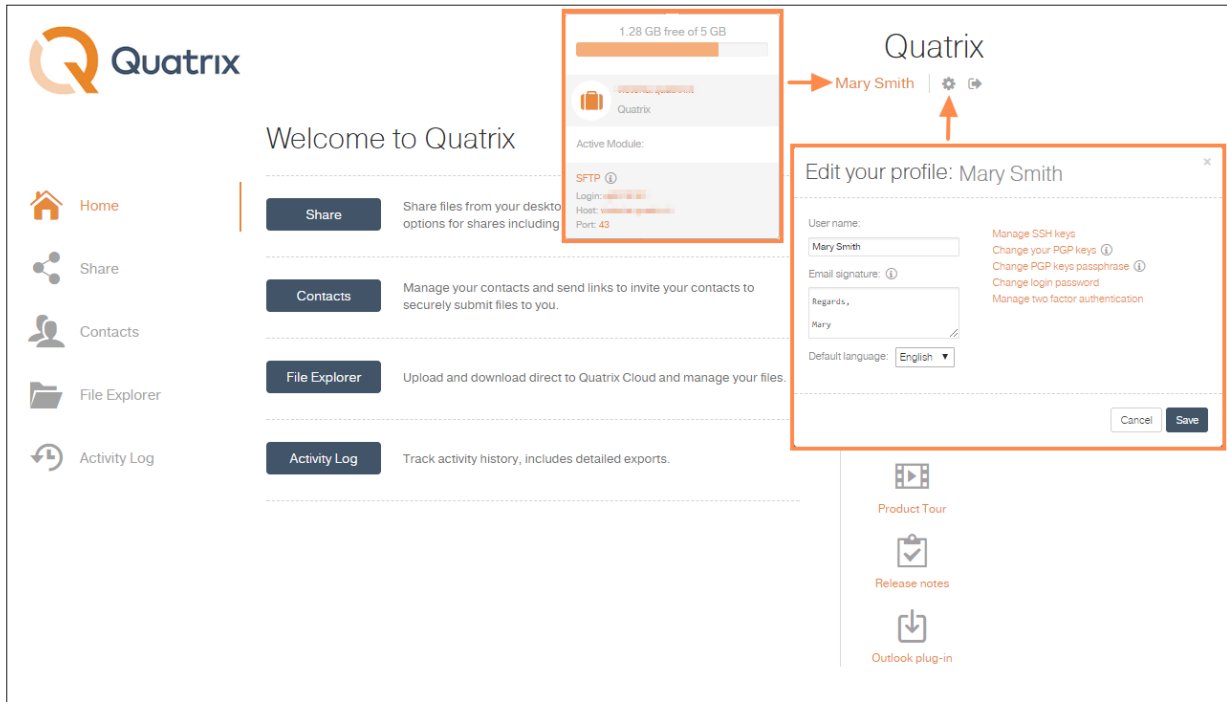 Quatrix
Quatrix
Mary Smith
1.28 GB free of 5 GB
Quatrix
Active Module:
SFTP
Login:
Host:
Port: 43
Welcome to Quatrix
Home
Share
Contacts
File Explorer
Activity Log
Share
Share files from your deskto
options for shares including
Contacts
Manage your contacts and send links to invite your contacts to
securely submit files to you.
File Explorer
Upload and download direct to Quatrix Cloud and manage your files.
Activity Log
Track activity history, includes detailed exports.
Edit your profile: Mary Smith
×
User name:
Mary Smith
Email signature:
Regards,
Mary
Default language: English
Manage SSH keys
Change your PGP keys
Change PGP keys passphrase
Change login password
Manage two factor authentication
Cancel
Save
Product Tour
Release notes
Outlook plug-in